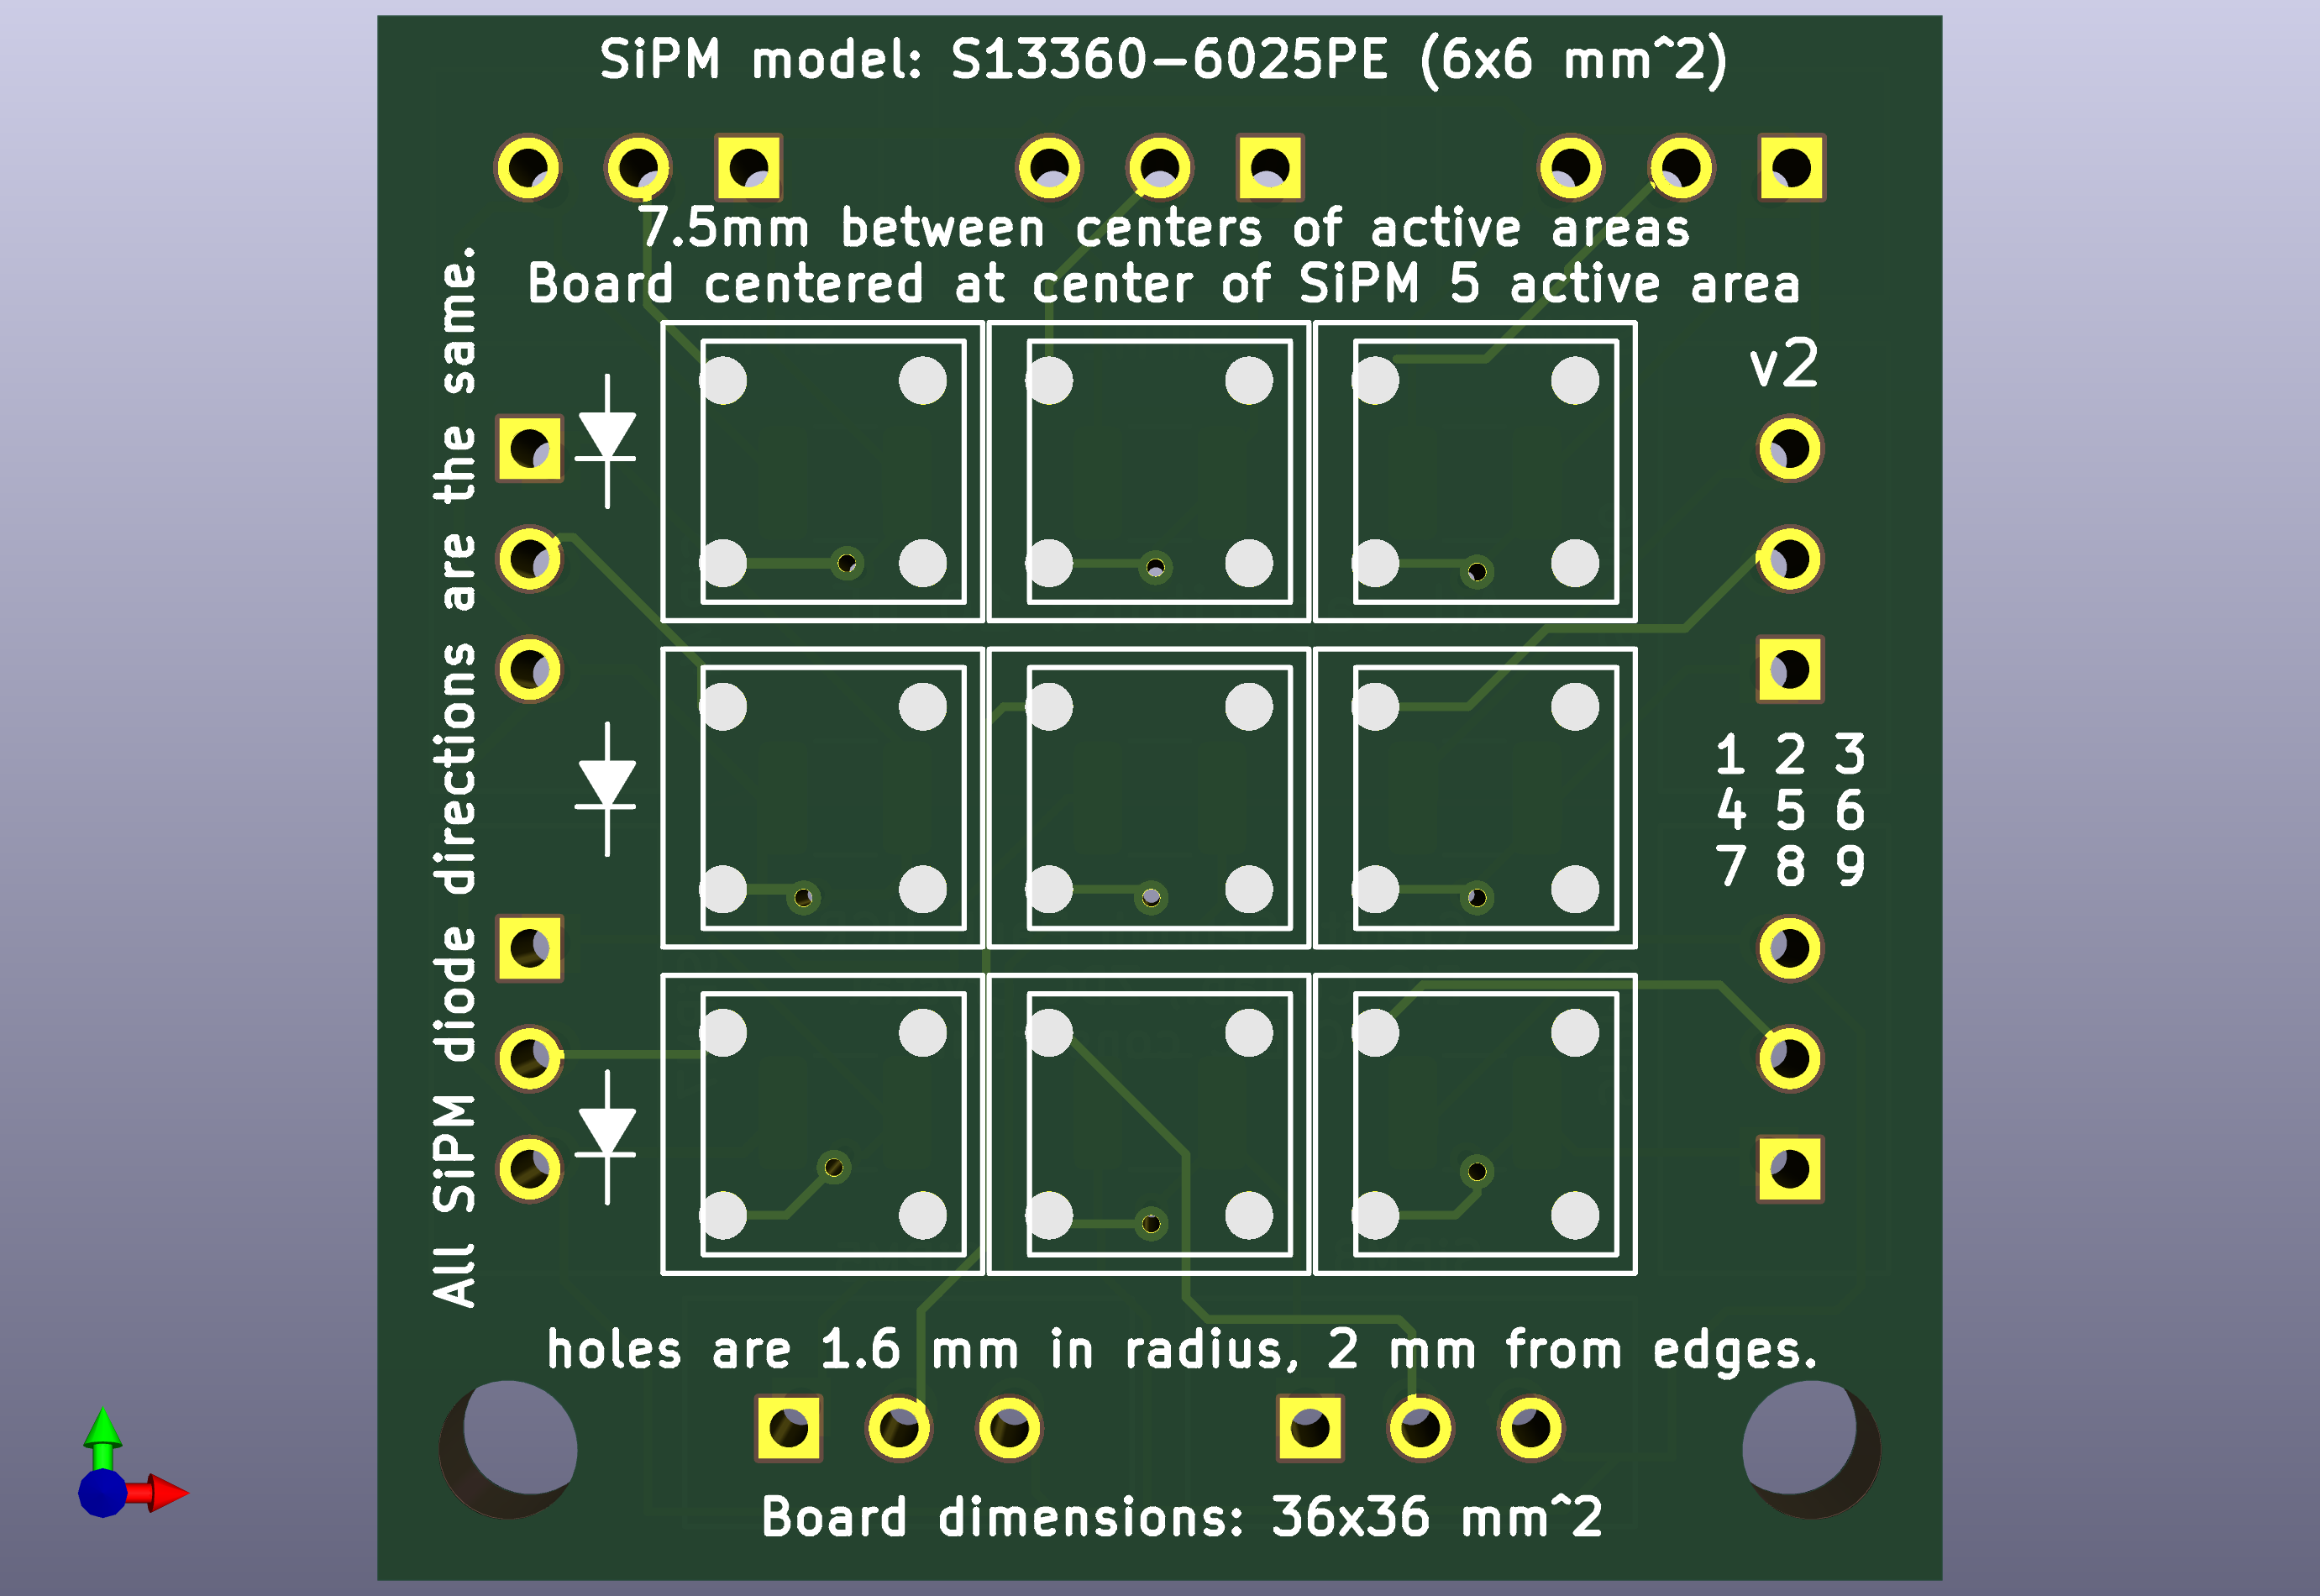 SiPM model: S13360-6025PE (6x6 mm^2)
7.5mm between centers of active areas
Board centered at center of SiPM 5 active area
All SiPM diode directions are the same.
v2
1 2 3
4 5 6
7 8 9
holes are 1.6 mm in radius, 2 mm from edges.
Board dimensions: 36x36 mm^2